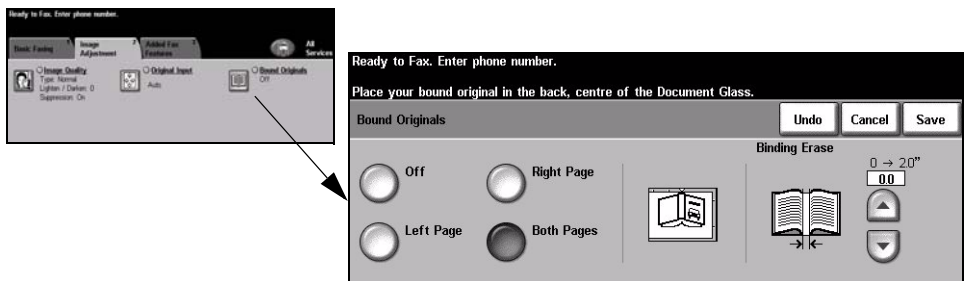 Ready to Fax. Enter phone number.
Basic Faxing
Image Adjustment
2
Added Fax Features
All Services
Image Quality
Type: Normal
Lighten / Darken: 0
Suppression: On
Original Input
Auto
Bound Originals
Off
Ready to Fax. Enter phone number.
Place your bound original in the back, centre of the Document Glass.
Bound Originals
Undo
Cancel
Save
Off
Right Page
Left Page
Both Pages
Binding Erase
0 → 2.0"
0.0